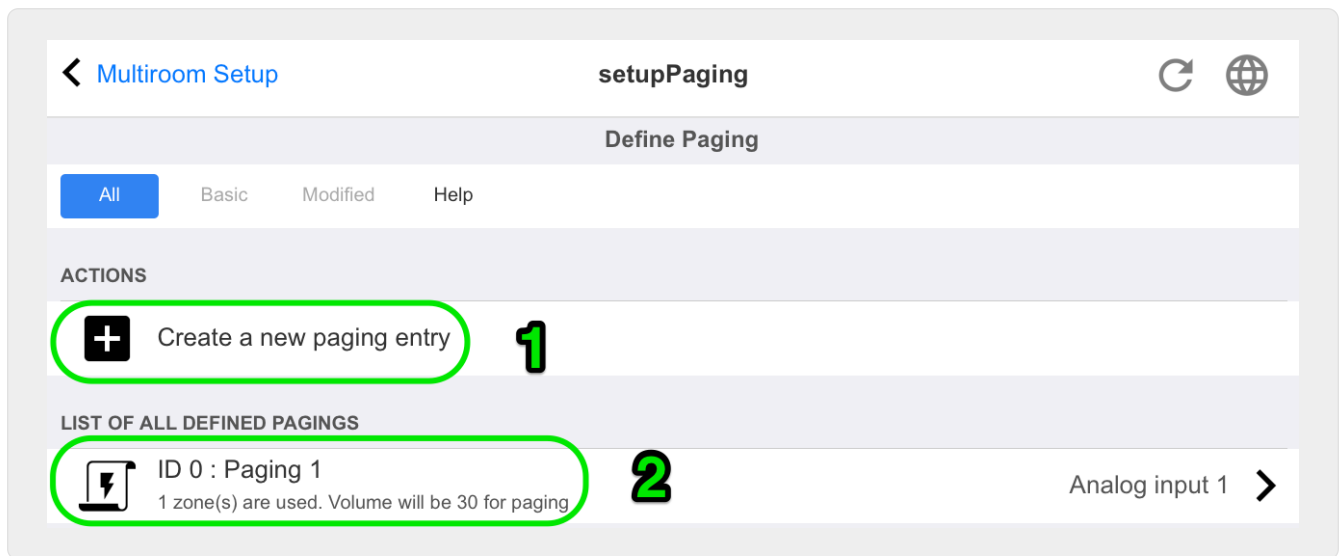 Multiroom Setup
setupPaging
Define Paging
All Basic Modified Help
ACTIONS
Create a new paging entry
1
LIST OF ALL DEFINED PAGINGS
ID 0 : Paging 1
1 zone(s) are used. Volume will be 30 for paging
2
Analog input 1